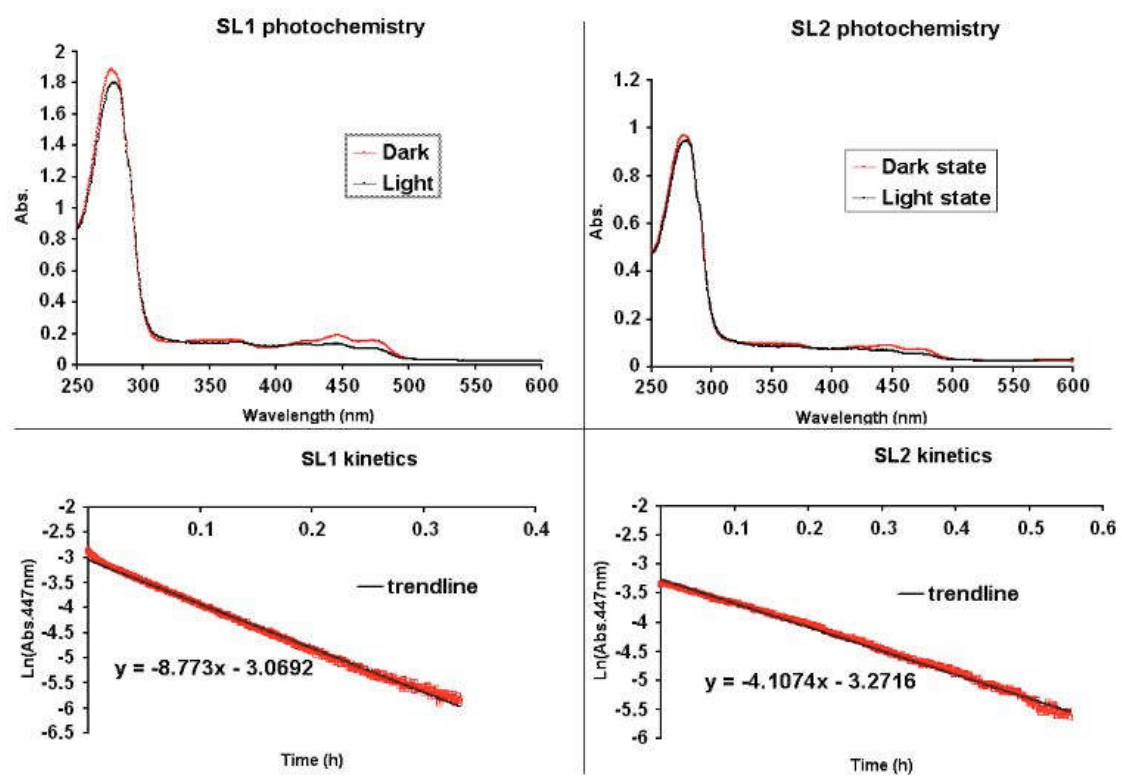 SL1 photochemistry
2
1.8
1.6
1.4
1.2
1
0.8
0.6
0.4
0.2
0
Abs.
Dark
Light
250 300 350 400 450 500 550 600
Wavelength (nm)
SL2 photochemistry
1.2
1
0.8
0.6
0.4
0.2
0
Abs.
Dark state
Light state
250 300 350 400 450 500 550 600
Wavelength (nm)
SL1 kinetics
-2
-2.5
-3
-3.5
-4
-4.5
-5
-5.5
-6
-6.5
Ln(Abs.447nm)
0.1 0.2 0.3 0.4
trendline
y = -8.773x - 3.0692
Time (h)
SL2 kinetics
-2
-2.5
-3
-3.5
-4
-4.5
-5
-5.5
-6
Ln(Abs.447nm)
0.1 0.2 0.3 0.4 0.5 0.6
trendline
y = -4.1074x - 3.2716
Time (h)